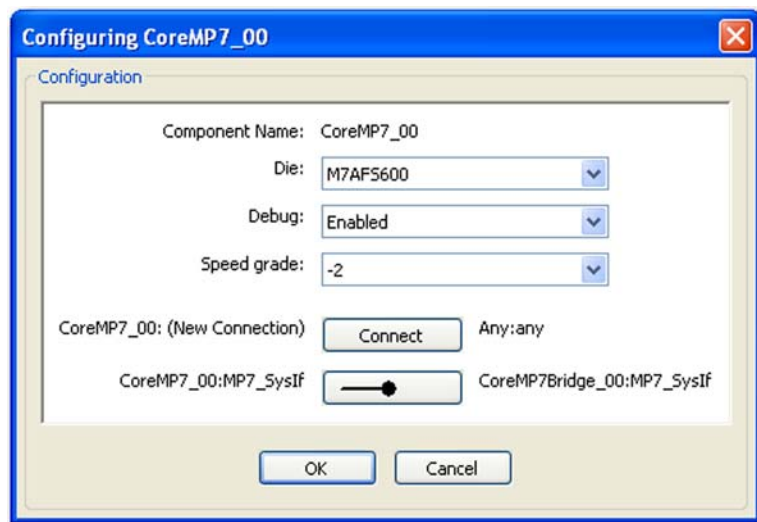 Configuring CoreMP7_00
Configuration
Component Name: CoreMP7_00
Die: M7AFS600
Debug: Enabled
Speed grade: -2
CoreMP7_00: (New Connection) Connect Any:any
CoreMP7_00:MP7_SysIf CoreMP7Bridge_00:MP7_SysIf
OK Cancel